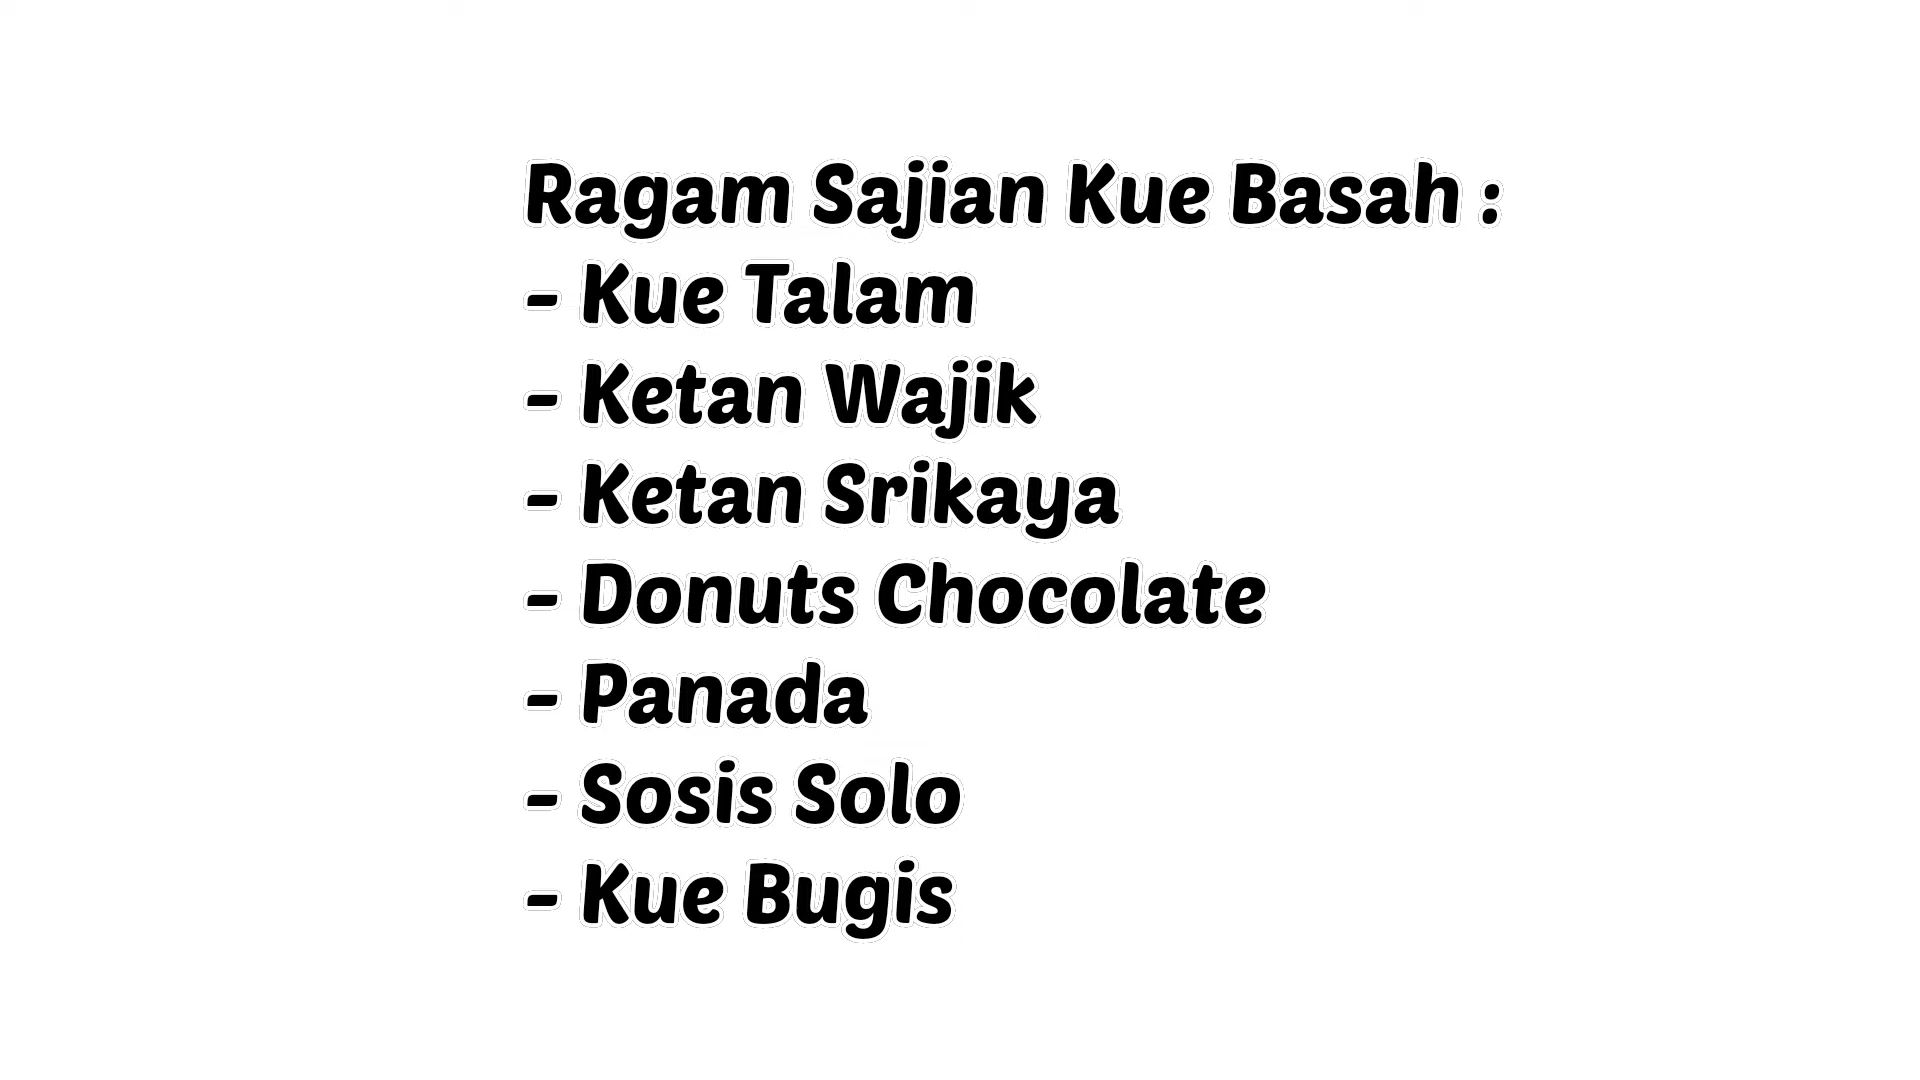 Ragam Sajian Kue Basah :
- Kue Talam
- Ketan Wajik
- Ketan Srikaya
- Donuts Chocolate
- Panada
- Sosis Solo
- Kue Bugis